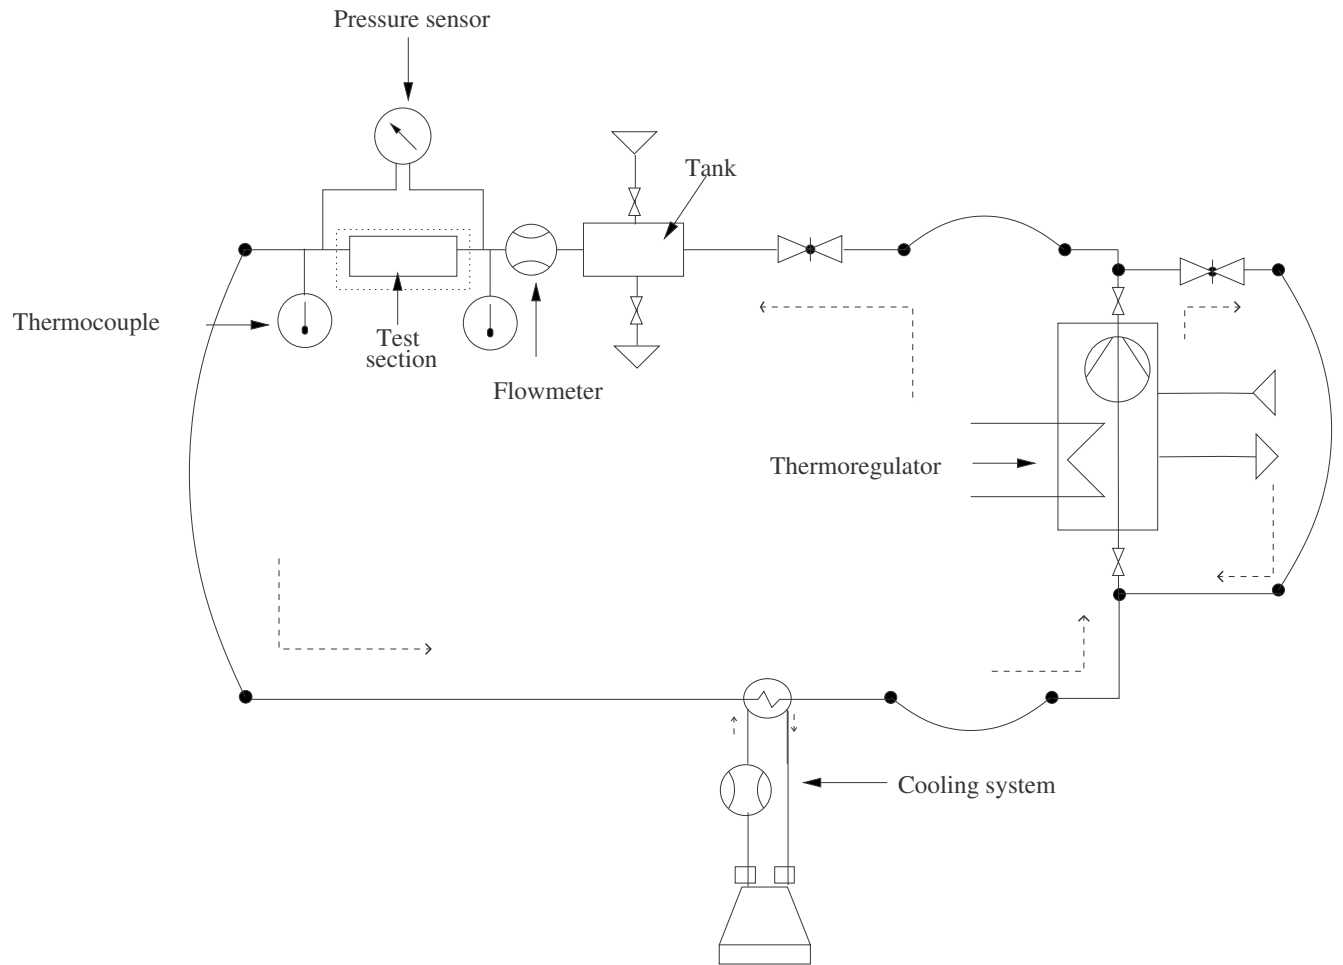 Pressure sensor
Tank
Thermocouple
Test
section
Flowmeter
Thermoregulator
Cooling system